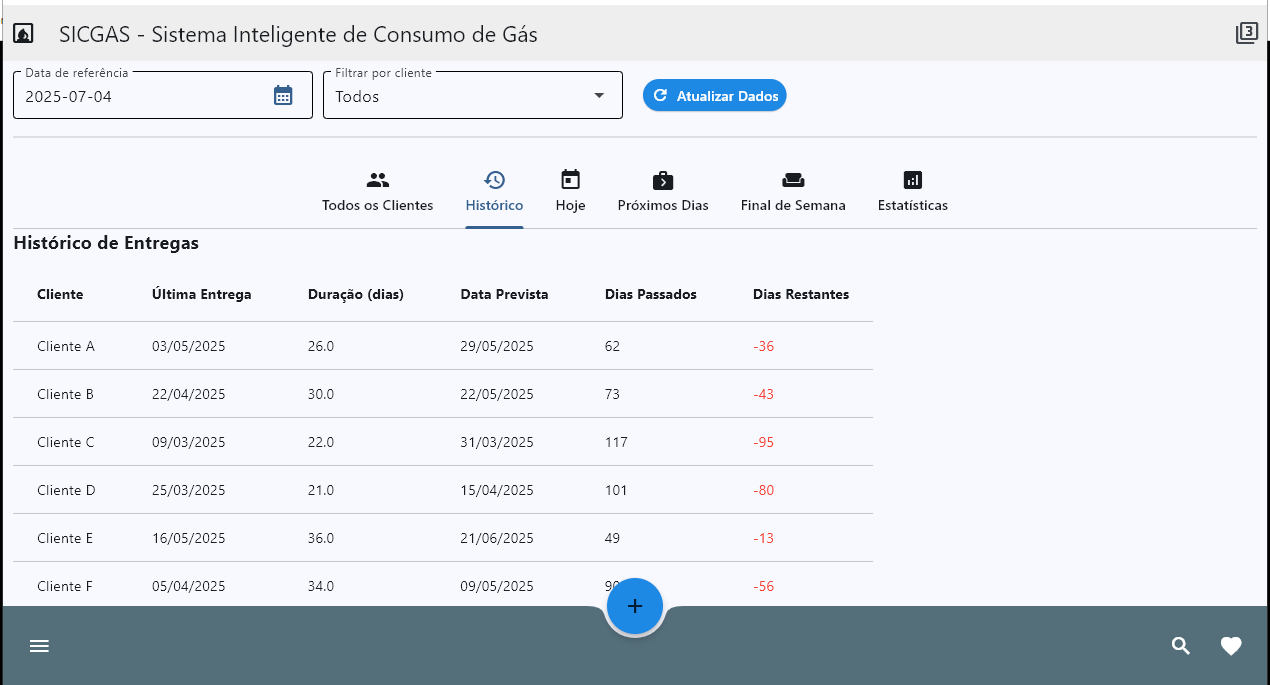 SICGAS - Sistema Inteligente de Consumo de Gás
3
Data de referência
2025-07-04
Filtrar por cliente
Todos
Atualizar Dados
Todos os Clientes
Histórico
Hoje
Próximos Dias
Final de Semana
Estatísticas
Histórico de Entregas
Cliente Última Entrega Duração (dias) Data Prevista Dias Passados Dias Restantes
Cliente A 03/05/2025 26.0 29/05/2025 62 -36
Cliente B 22/04/2025 30.0 22/05/2025 73 -43
Cliente C 09/03/2025 22.0 31/03/2025 117 -95
Cliente D 25/03/2025 21.0 15/04/2025 101 -80
Cliente E 16/05/2025 36.0 21/06/2025 49 -13
Cliente F 05/04/2025 34.0 09/05/2025 -56